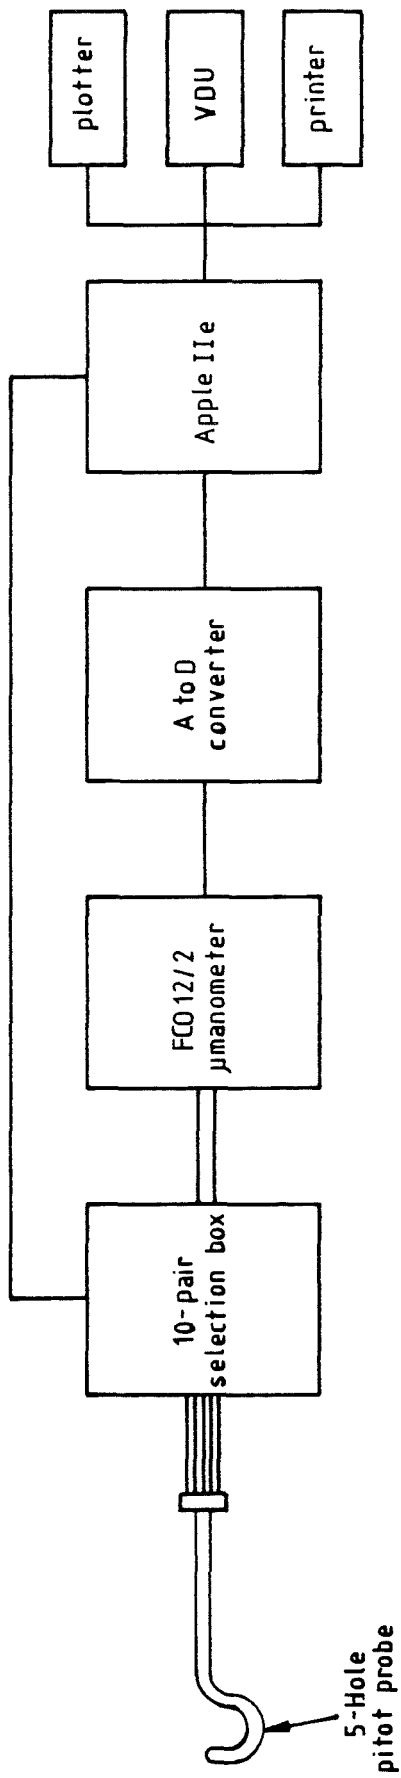 5-Hole
pitot probe
10-pair
selection box
FCO12/2
µmanometer
A to D
converter
Apple IIe
plotter
VDU
printer